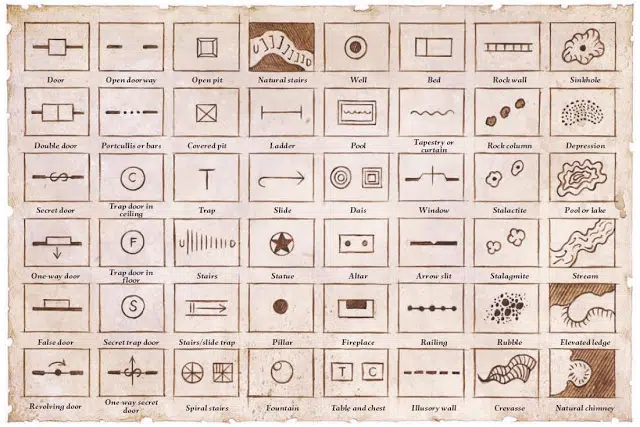 Door Open doorway Open pit Natural stairs Well Bed Rock wall Sinkhole
Double door Portcullis or bars Covered pit Ladder Pool Tapestry or curtain Rock column Depression
C
T
Secret door Trap door in ceiling Trap Slide Dais Window Stalactite Pool or lake
F
One-way door Trap door in floor Stairs Statue Altar Arrow slit Stalagmite Stream
S
False door Secret trap door Stairs/slide trap Pillar Fireplace Railing Rubble Elevated ledge
T C
Revolving door One-way secret door Spiral stairs Fountain Table and chest Illusory wall Crevasse Natural chimney